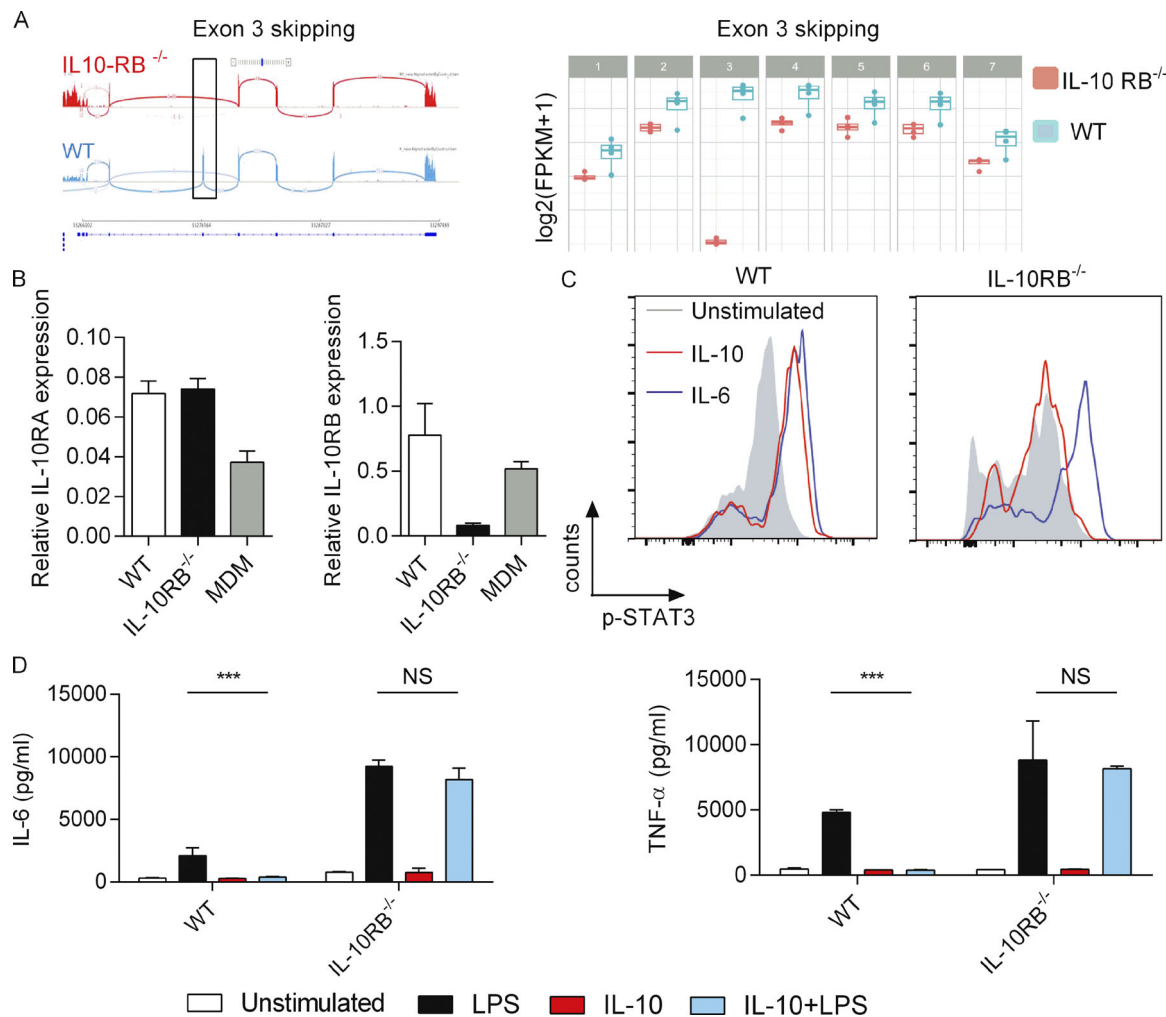 A
Exon 3 skipping
IL10-RB -/-
WT
Exon 3 skipping
1 2 3 4 5 6 7
log2(FPKM+1)
IL-10 RB-/-
WT
B
Relative IL-10RA expression
0.10
0.08
0.06
0.04
0.02
0.00
WT
IL-10RB-/-
MDM
Relative IL-10RB expression
1.5
1.0
0.5
0.0
WT
IL-10RB-/-
MDM
C
WT
IL-10RB-/-
Unstimulated
IL-10
IL-6
counts
p-STAT3
D
IL-6 (pg/ml)
15000
10000
5000
0
***
NS
WT
IL-10RB-/-
TNF-α (pg/ml)
15000
10000
5000
0
***
NS
WT
IL-10RB-/-
Unstimulated
LPS
IL-10
IL-10+LPS